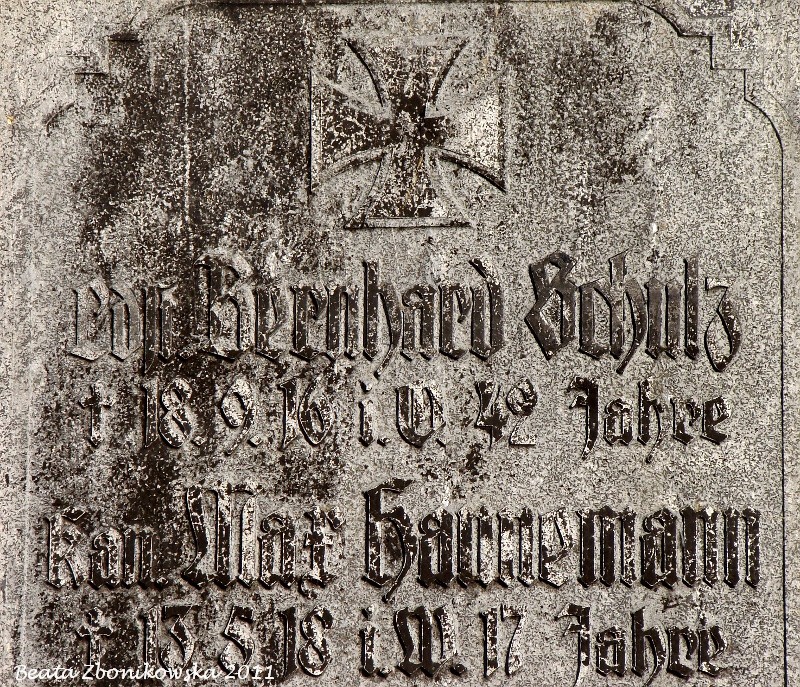 Ldst. Bernhard Schulz
† 18.9.16 i.O. 42 Jahre
Kan. Max Hannemann
† 13.5.18 i.W. 17 Jahre
Beata Zbonikowska 2011